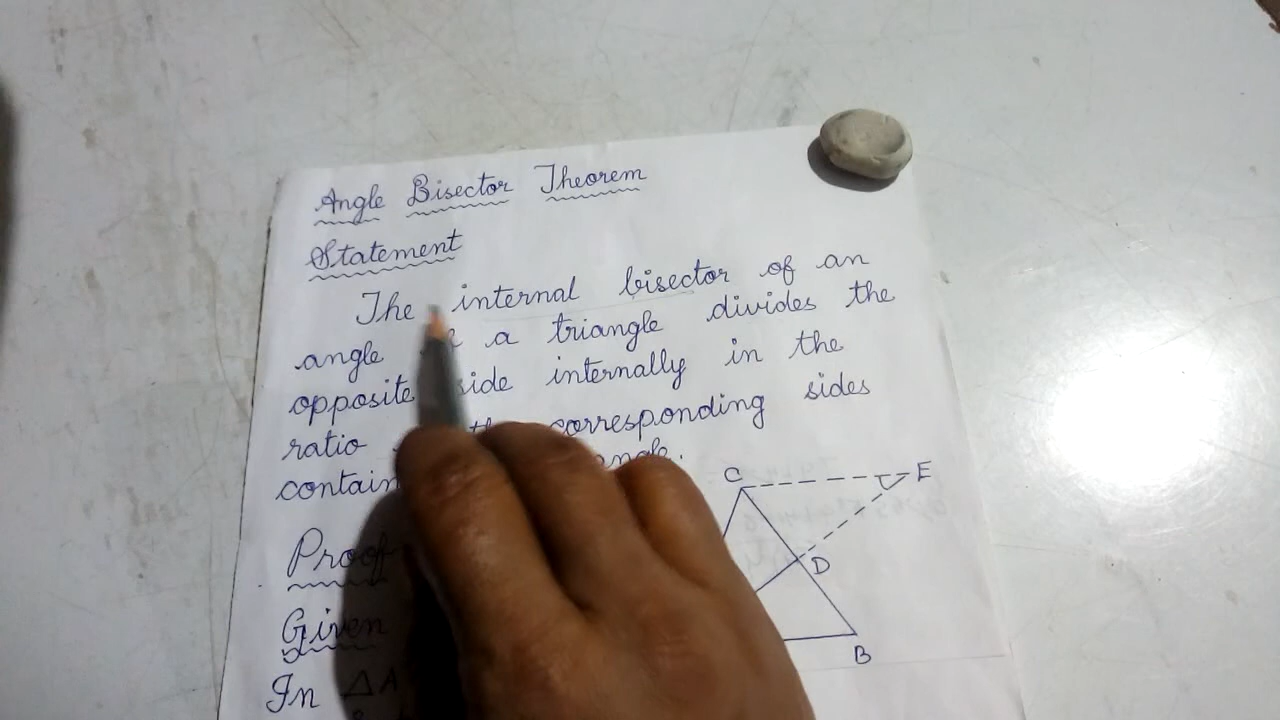 Angle Bisector Theorem
Statement
The internal bisector of an
angle a triangle divides the
opposite side internally in the
ratio corresponding sides
contain
Proof
Given
In ΔA
C
E
D
B